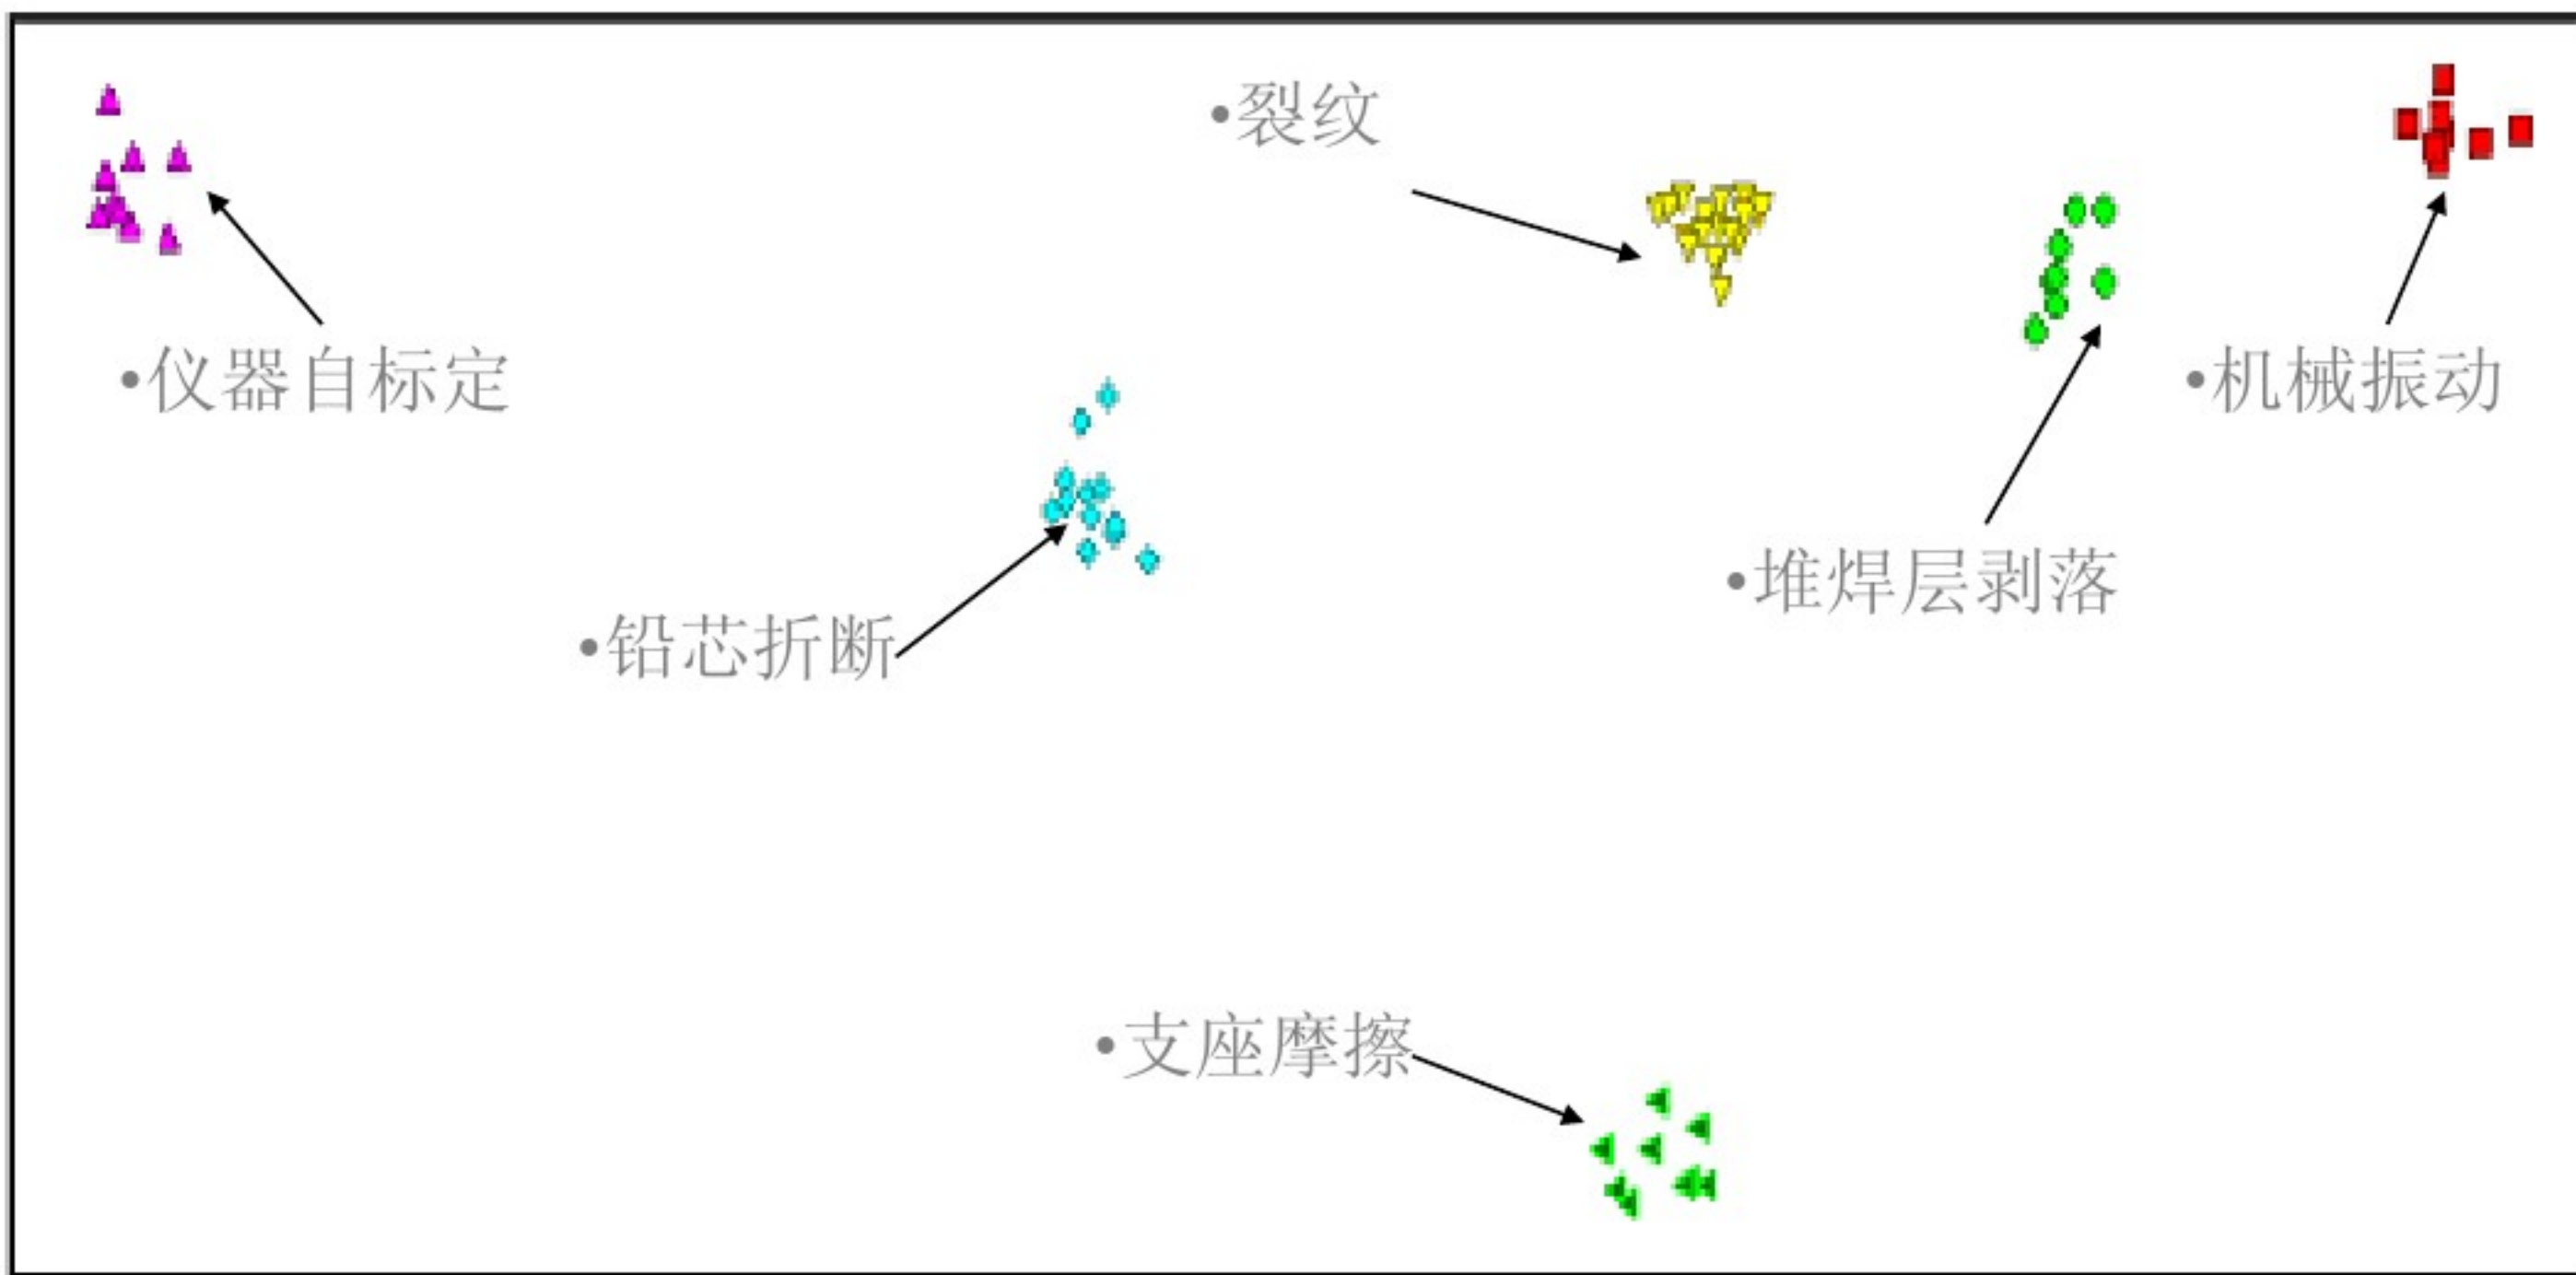 •裂纹
•仪器自标定
•机械振动
•堆焊层剥落
•铅芯折断
•支座摩擦